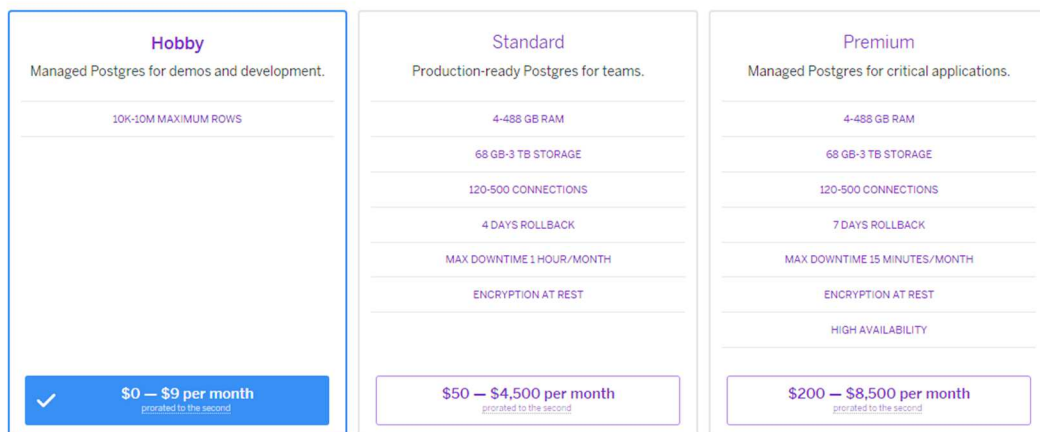 Hobby
Managed Postgres for demos and development.
10K-10M MAXIMUM ROWS
$0 — $9 per month
prorated to the second
Standard
Production-ready Postgres for teams.
4-488 GB RAM
68 GB-3 TB STORAGE
120-500 CONNECTIONS
4 DAYS ROLLBACK
MAX DOWNTIME 1 HOUR/MONTH
ENCRYPTION AT REST
$50 — $4,500 per month
prorated to the second
Premium
Managed Postgres for critical applications.
4-488 GB RAM
68 GB-3 TB STORAGE
120-500 CONNECTIONS
7 DAYS ROLLBACK
MAX DOWNTIME 15 MINUTES/MONTH
ENCRYPTION AT REST
HIGH AVAILABILITY
$200 — $8,500 per month
prorated to the second